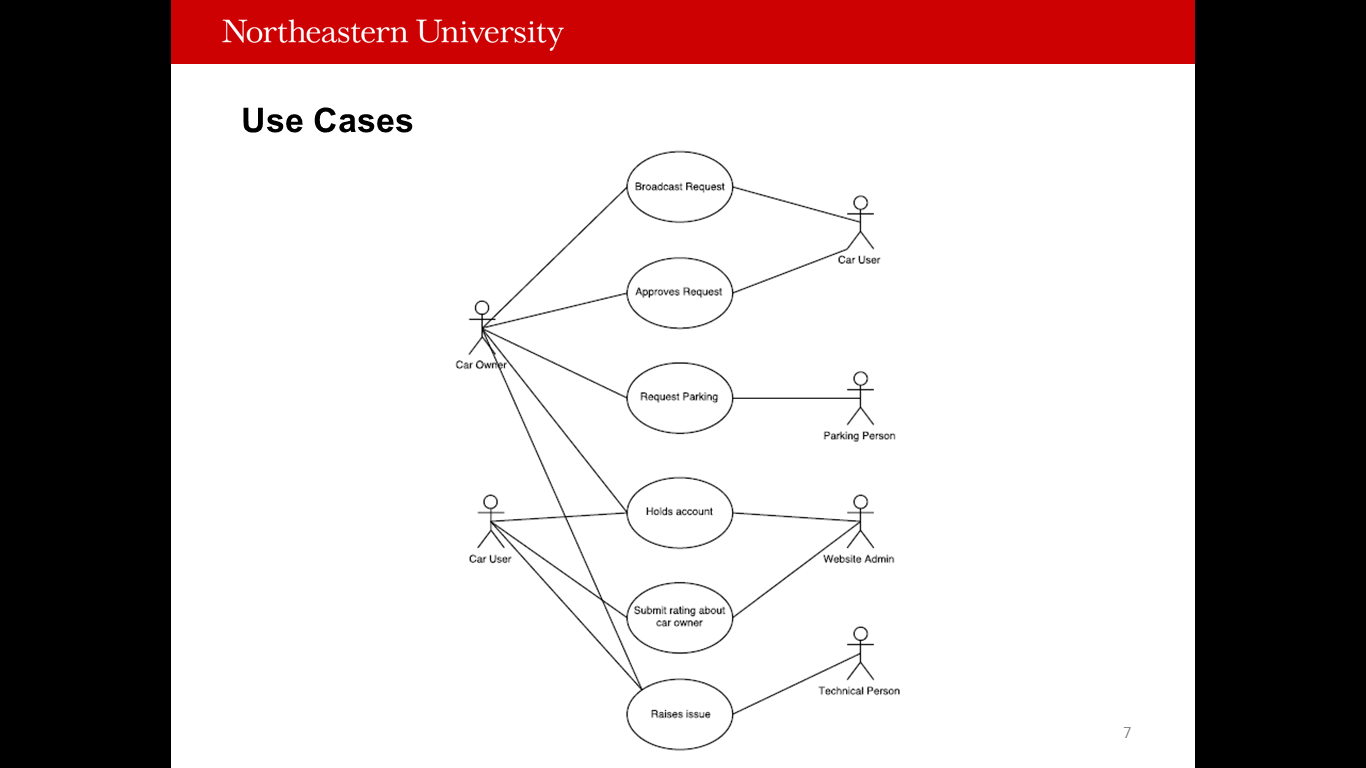 Northeastern University
Use Cases
Broadcast Request
Car User
Approves Request
Car Owner
Request Parking
Parking Person
Holds account
Car User
Website Admin
Submit rating about
car owner
Technical Person
Raises issue
7